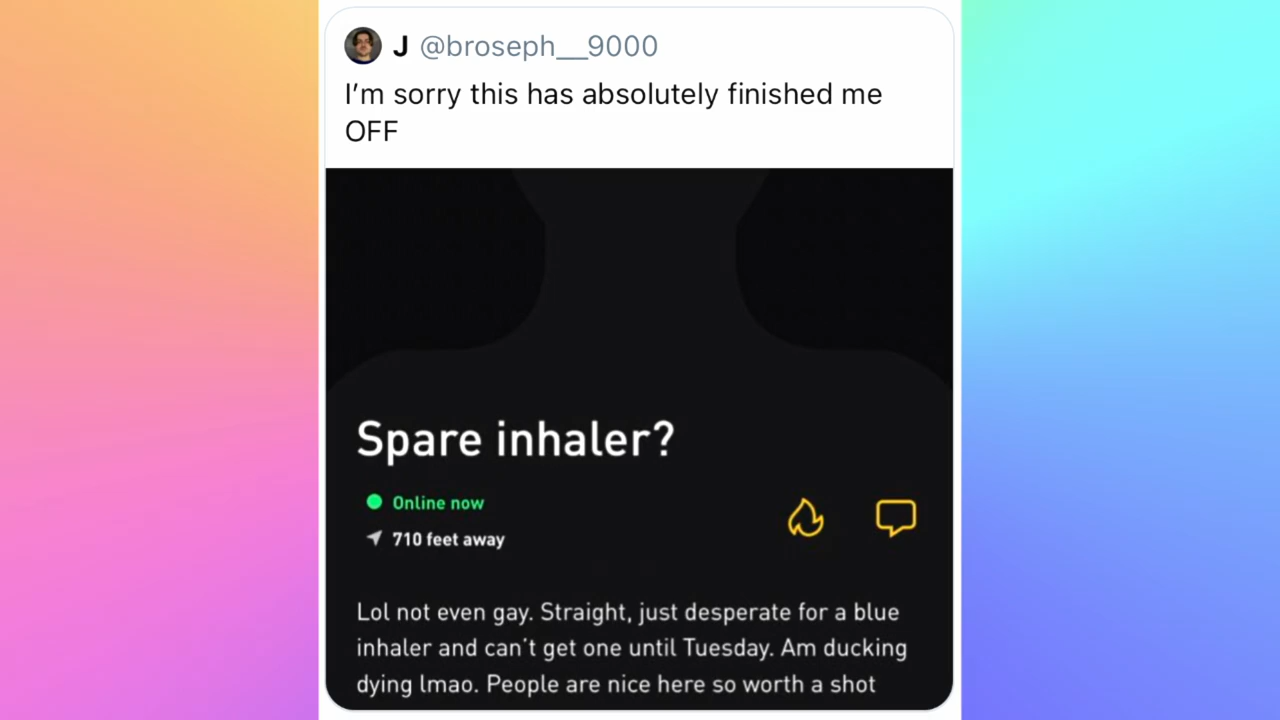 J @broseph__9000
I’m sorry this has absolutely finished me
OFF
Spare inhaler?
Online now
710 feet away
Lol not even gay. Straight, just desperate for a blue
inhaler and can't get one until Tuesday. Am ducking
dying lmao. People are nice here so worth a shot